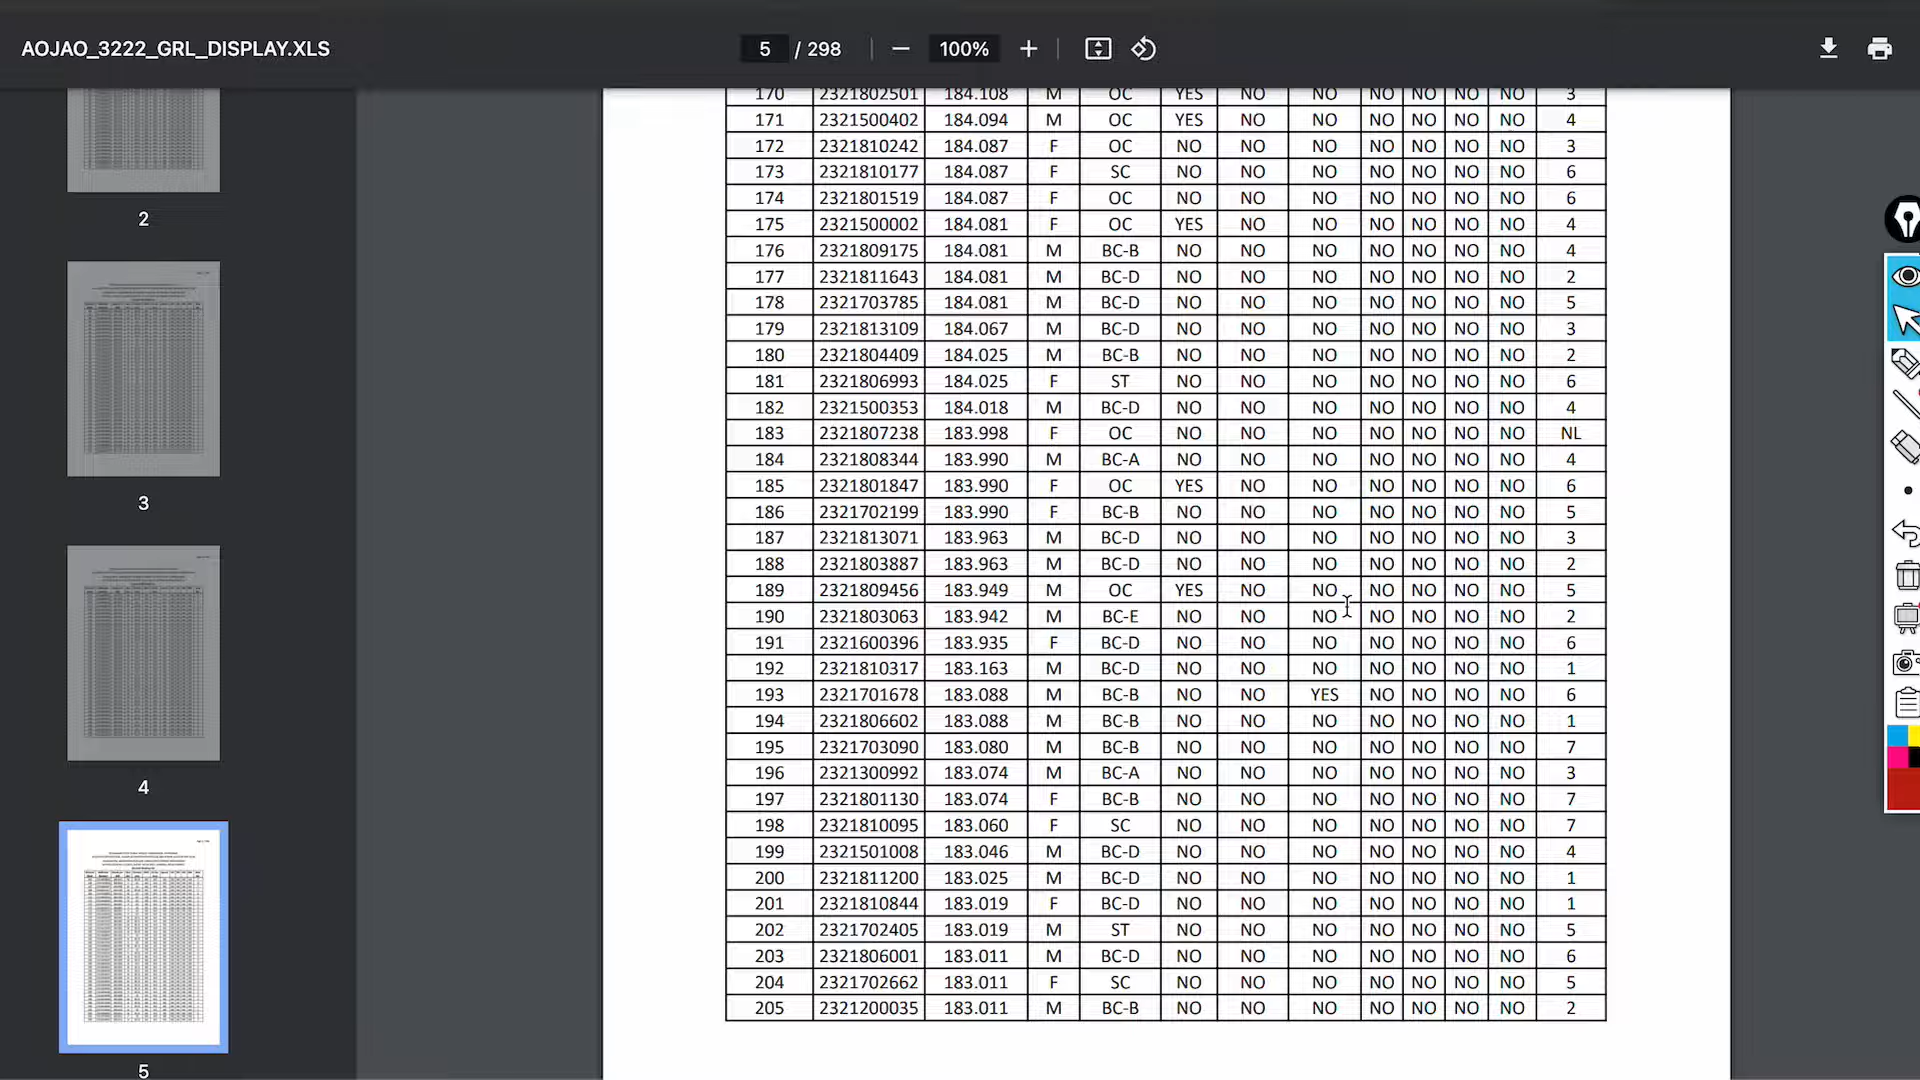 AOJAO_3222_GRL_DISPLAY.XLS
5 / 298
100%
2
3
4
5
170 2321802501 184.108 M OC YES NO NO NO NO NO NO 3
171 2321500402 184.094 M OC YES NO NO NO NO NO NO 4
172 2321810242 184.087 F OC NO NO NO NO NO NO NO 3
173 2321810177 184.087 F SC NO NO NO NO NO NO NO 6
174 2321801519 184.087 F OC NO NO NO NO NO NO NO 6
175 2321500002 184.081 F OC YES NO NO NO NO NO NO 4
176 2321809175 184.081 M BC-B NO NO NO NO NO NO NO 4
177 2321811643 184.081 M BC-D NO NO NO NO NO NO NO 2
178 2321703785 184.081 M BC-D NO NO NO NO NO NO NO 5
179 2321813109 184.067 M BC-D NO NO NO NO NO NO NO 3
180 2321804409 184.025 M BC-B NO NO NO NO NO NO NO 2
181 2321806993 184.025 F ST NO NO NO NO NO NO NO 6
182 2321500353 184.018 M BC-D NO NO NO NO NO NO NO 4
183 2321807238 183.998 F OC NO NO NO NO NO NO NO NL
184 2321808344 183.990 M BC-A NO NO NO NO NO NO NO 4
185 2321801847 183.990 F OC YES NO NO NO NO NO NO 6
186 2321702199 183.990 F BC-B NO NO NO NO NO NO NO 5
187 2321813071 183.963 M BC-D NO NO NO NO NO NO NO 3
188 2321803887 183.963 M BC-D NO NO NO NO NO NO NO 2
189 2321809456 183.949 M OC YES NO NO NO NO NO NO 5
190 2321803063 183.942 M BC-E NO NO NO NO NO NO NO 2
191 2321600396 183.935 F BC-D NO NO NO NO NO NO NO 6
192 2321810317 183.163 M BC-D NO NO NO NO NO NO NO 1
193 2321701678 183.088 M BC-B NO NO YES NO NO NO NO 6
194 2321806602 183.088 M BC-B NO NO NO NO NO NO NO 1
195 2321703090 183.080 M BC-B NO NO NO NO NO NO NO 7
196 2321300992 183.074 M BC-A NO NO NO NO NO NO NO 3
197 2321801130 183.074 F BC-B NO NO NO NO NO NO NO 7
198 2321810095 183.060 F SC NO NO NO NO NO NO NO 7
199 2321501008 183.046 M BC-D NO NO NO NO NO NO NO 4
200 2321811200 183.025 M BC-D NO NO NO NO NO NO NO 1
201 2321810844 183.019 F BC-D NO NO NO NO NO NO NO 1
202 2321702405 183.019 M ST NO NO NO NO NO NO NO 5
203 2321806001 183.011 M BC-D NO NO NO NO NO NO NO 6
204 2321702662 183.011 F SC NO NO NO NO NO NO NO 5
205 2321200035 183.011 M BC-B NO NO NO NO NO NO NO 2